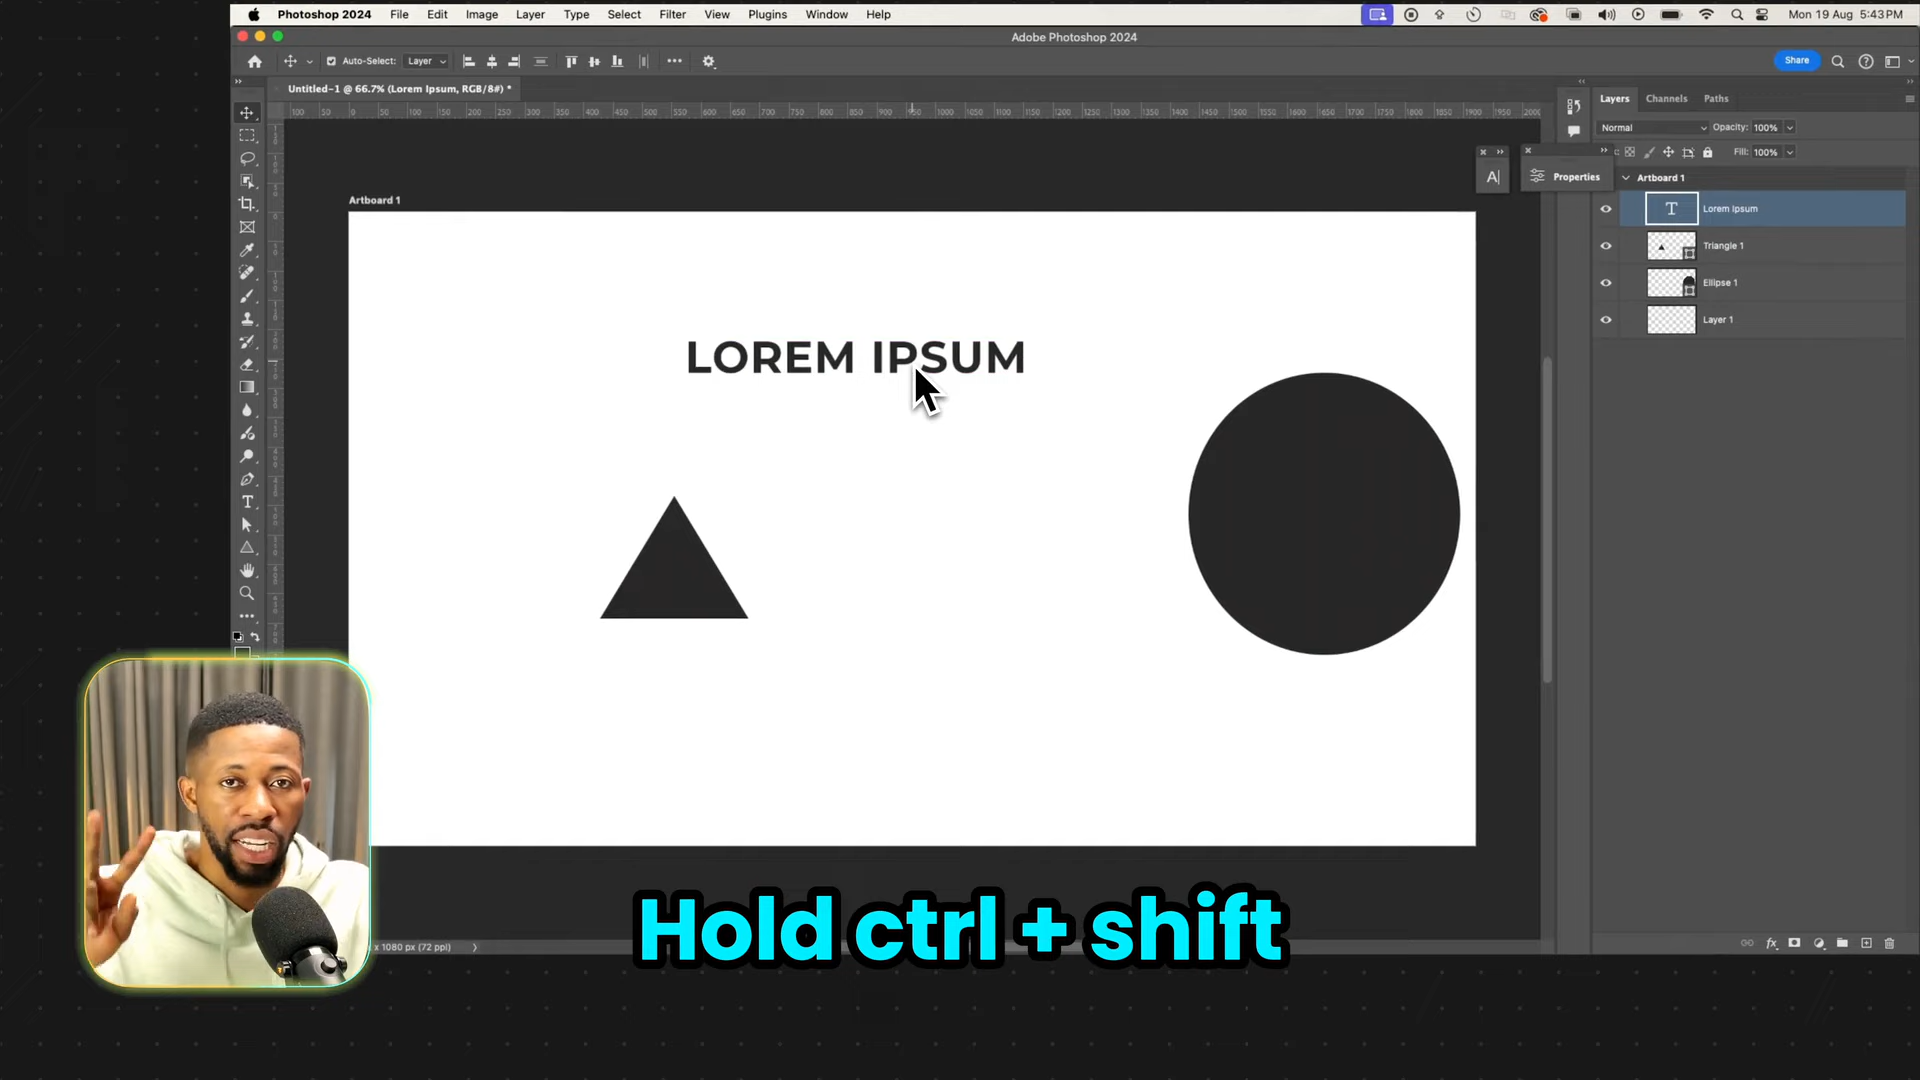 Photoshop 2024 File Edit Image Layer Type Select Filter View Plugins Window Help Mon 19 Aug 5:43 PM
Adobe Photoshop 2024
Auto-Select: Layer Share
Untitled-1 @ 66.7% (Lorem Ipsum, RGB/8#) *
Layers Channels Paths
Normal Opacity: 100%
Fill: 100%
A| Properties
Artboard 1
Artboard 1
Lorem Ipsum
Triangle 1
Ellipse 1
Layer 1
LOREM IPSUM
x 1080 px (72 ppi)
Hold ctrl + shift